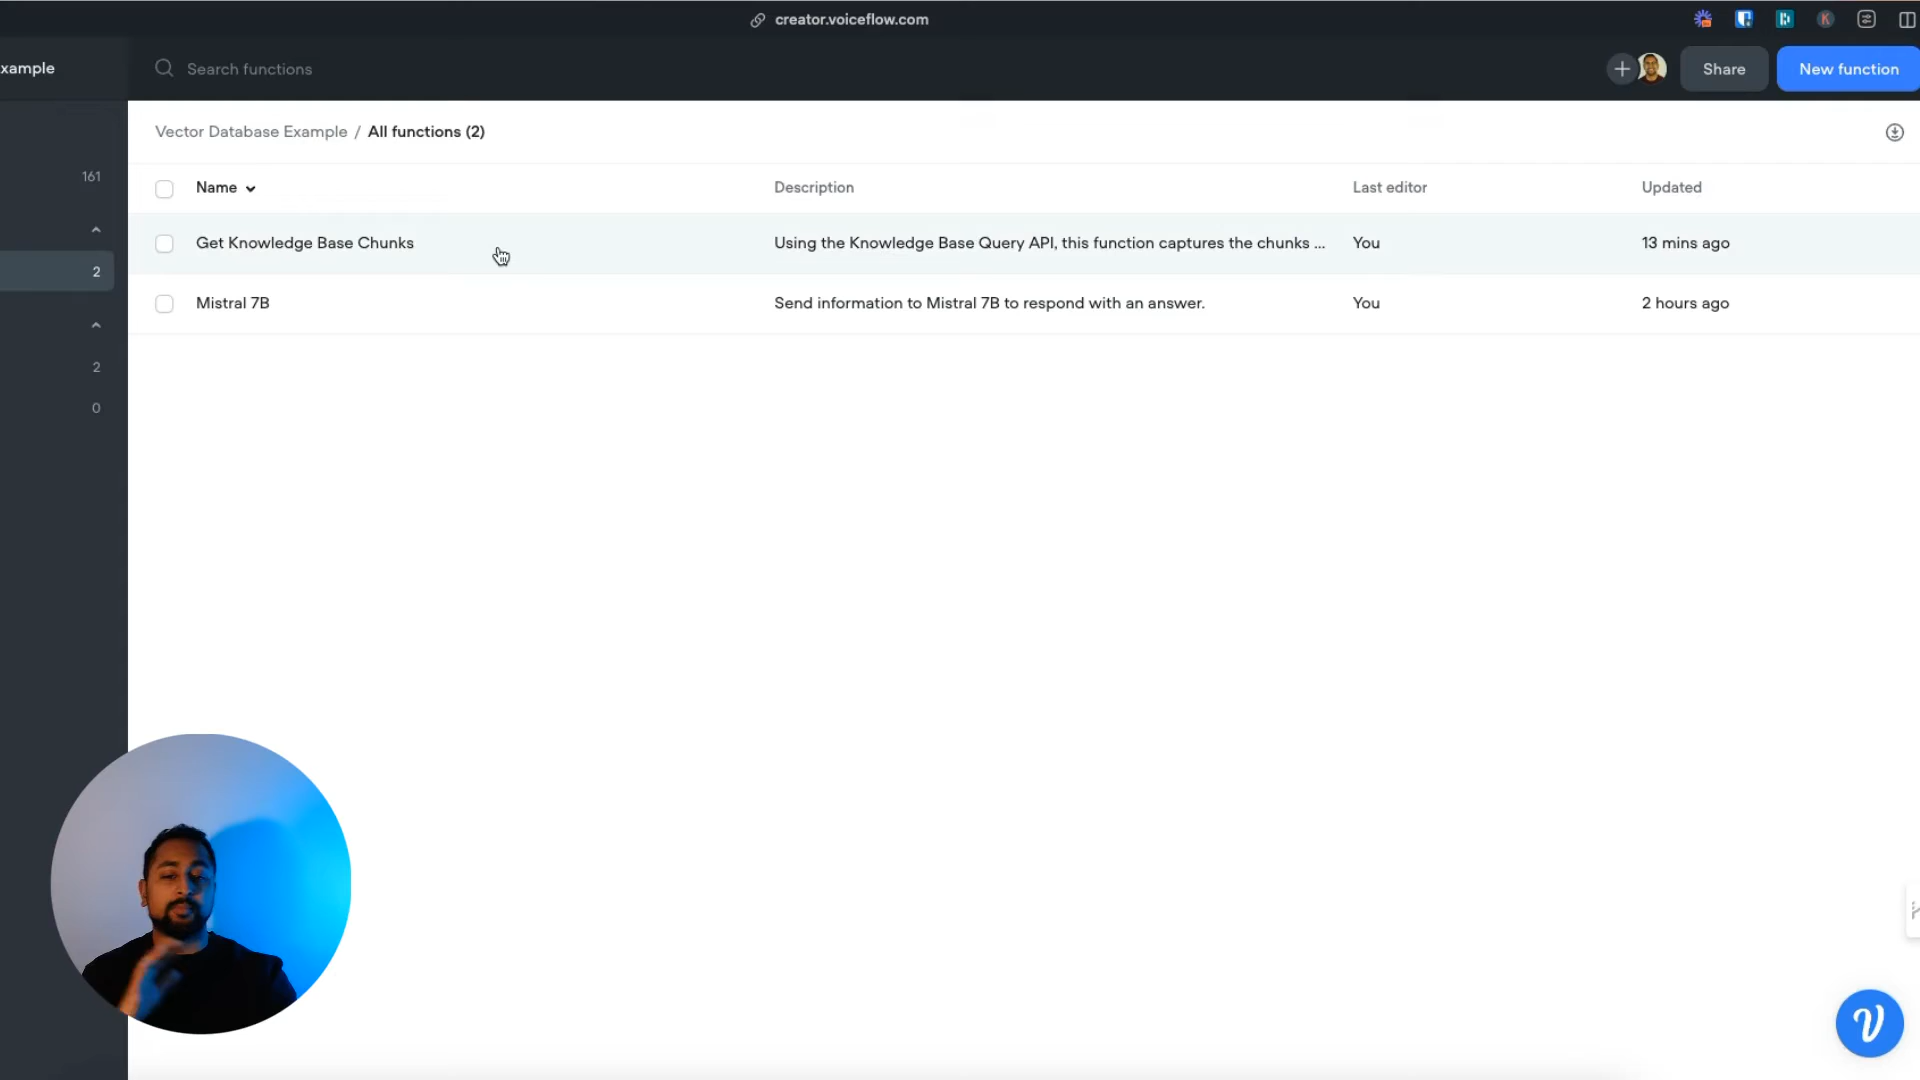 creator.voiceflow.com
xample
Search functions
Share
New function
Vector Database Example / All functions (2)
161
Name
Description
Last editor
Updated
Get Knowledge Base Chunks
Using the Knowledge Base Query API, this function captures the chunks ...
You
13 mins ago
2
Mistral 7B
Send information to Mistral 7B to respond with an answer.
You
2 hours ago
2
0